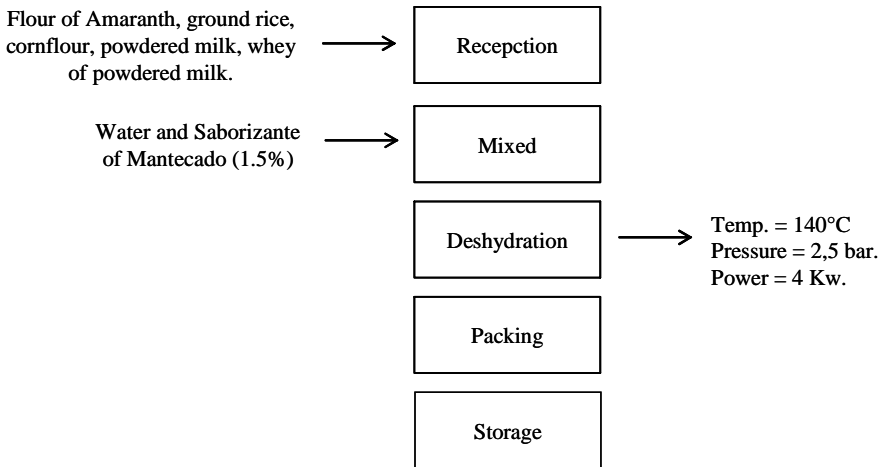 Flour of Amaranth, ground rice,
cornflour, powdered milk, whey
of powdered milk.
Recepction
Water and Saborizante
of Mantecado (1.5%)
Mixed
Deshydration
Temp. = 140°C
Pressure = 2,5 bar.
Power = 4 Kw.
Packing
Storage